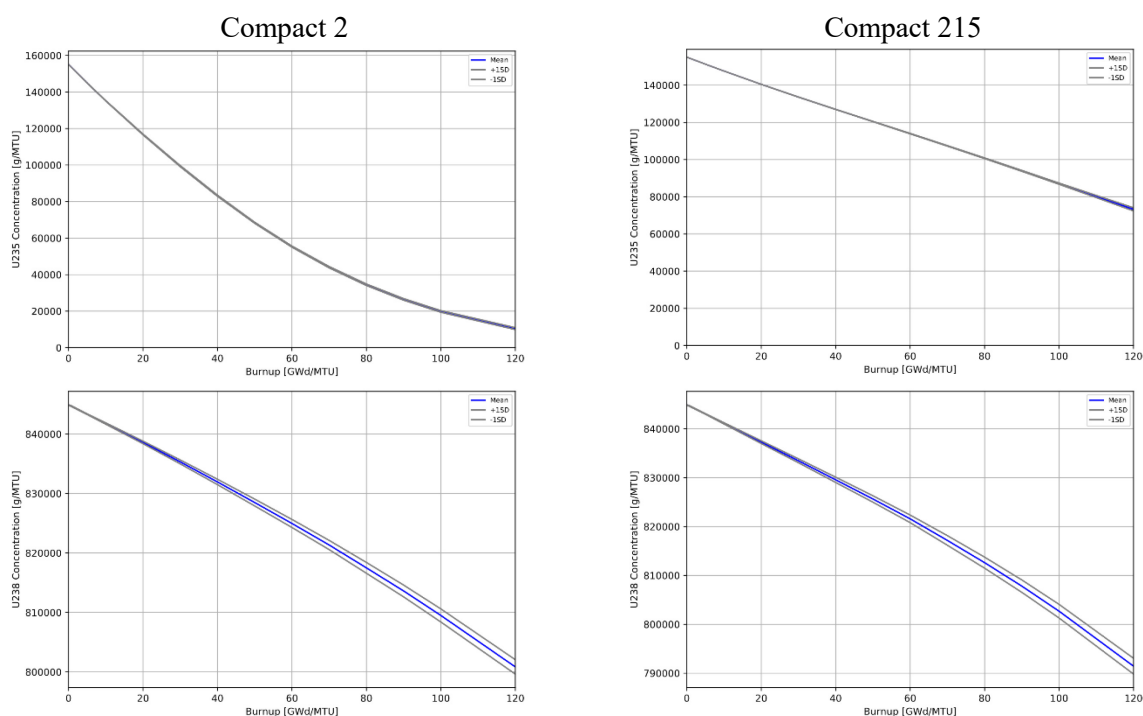 Compact 2
Compact 215
160000
140000
120000
100000
80000
60000
40000
20000
0
U235 Concentration [g/MTU]
0 20 40 60 80 100 120
Burnup [GWd/MTU]
Mean
+1SD
-1SD
140000
120000
100000
80000
60000
40000
20000
0
U235 Concentration [g/MTU]
0 20 40 60 80 100 120
Burnup [GWd/MTU]
Mean
+1SD
-1SD
840000
830000
820000
810000
800000
U238 Concentration [g/MTU]
0 20 40 60 80 100 120
Burnup [GWd/MTU]
Mean
+1SD
-1SD
840000
830000
820000
810000
800000
790000
U238 Concentration [g/MTU]
0 20 40 60 80 100 120
Burnup [GWd/MTU]
Mean
+1SD
-1SD